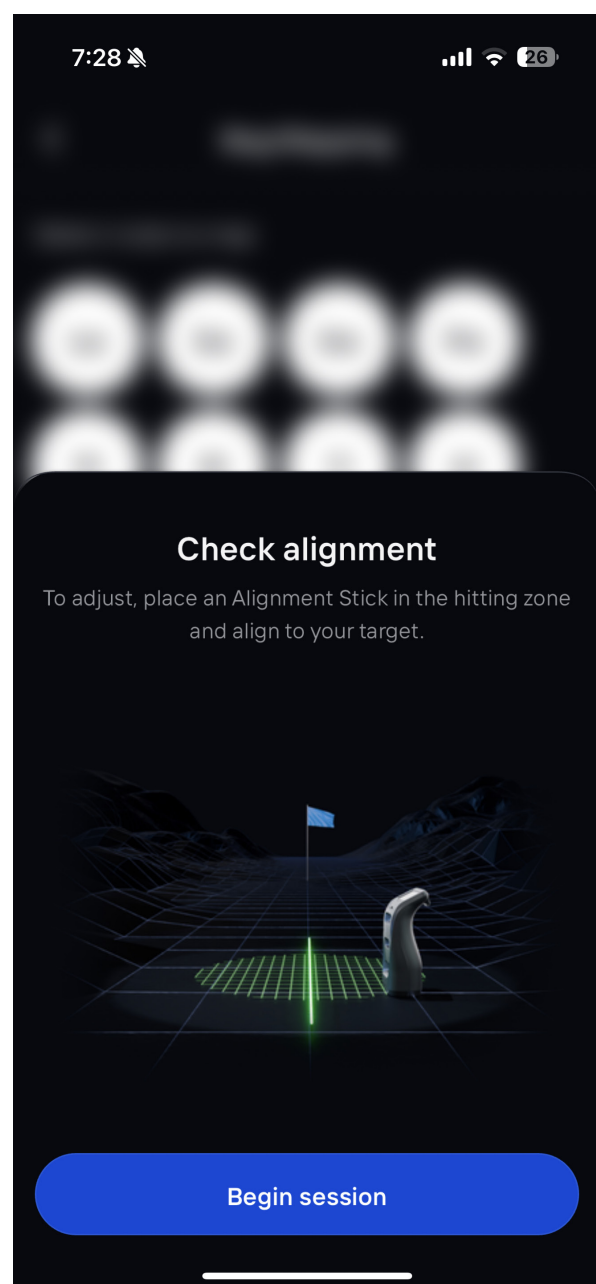 7:28
26
Check alignment
To adjust, place an Alignment Stick in the hitting zone
and align to your target.
Begin session